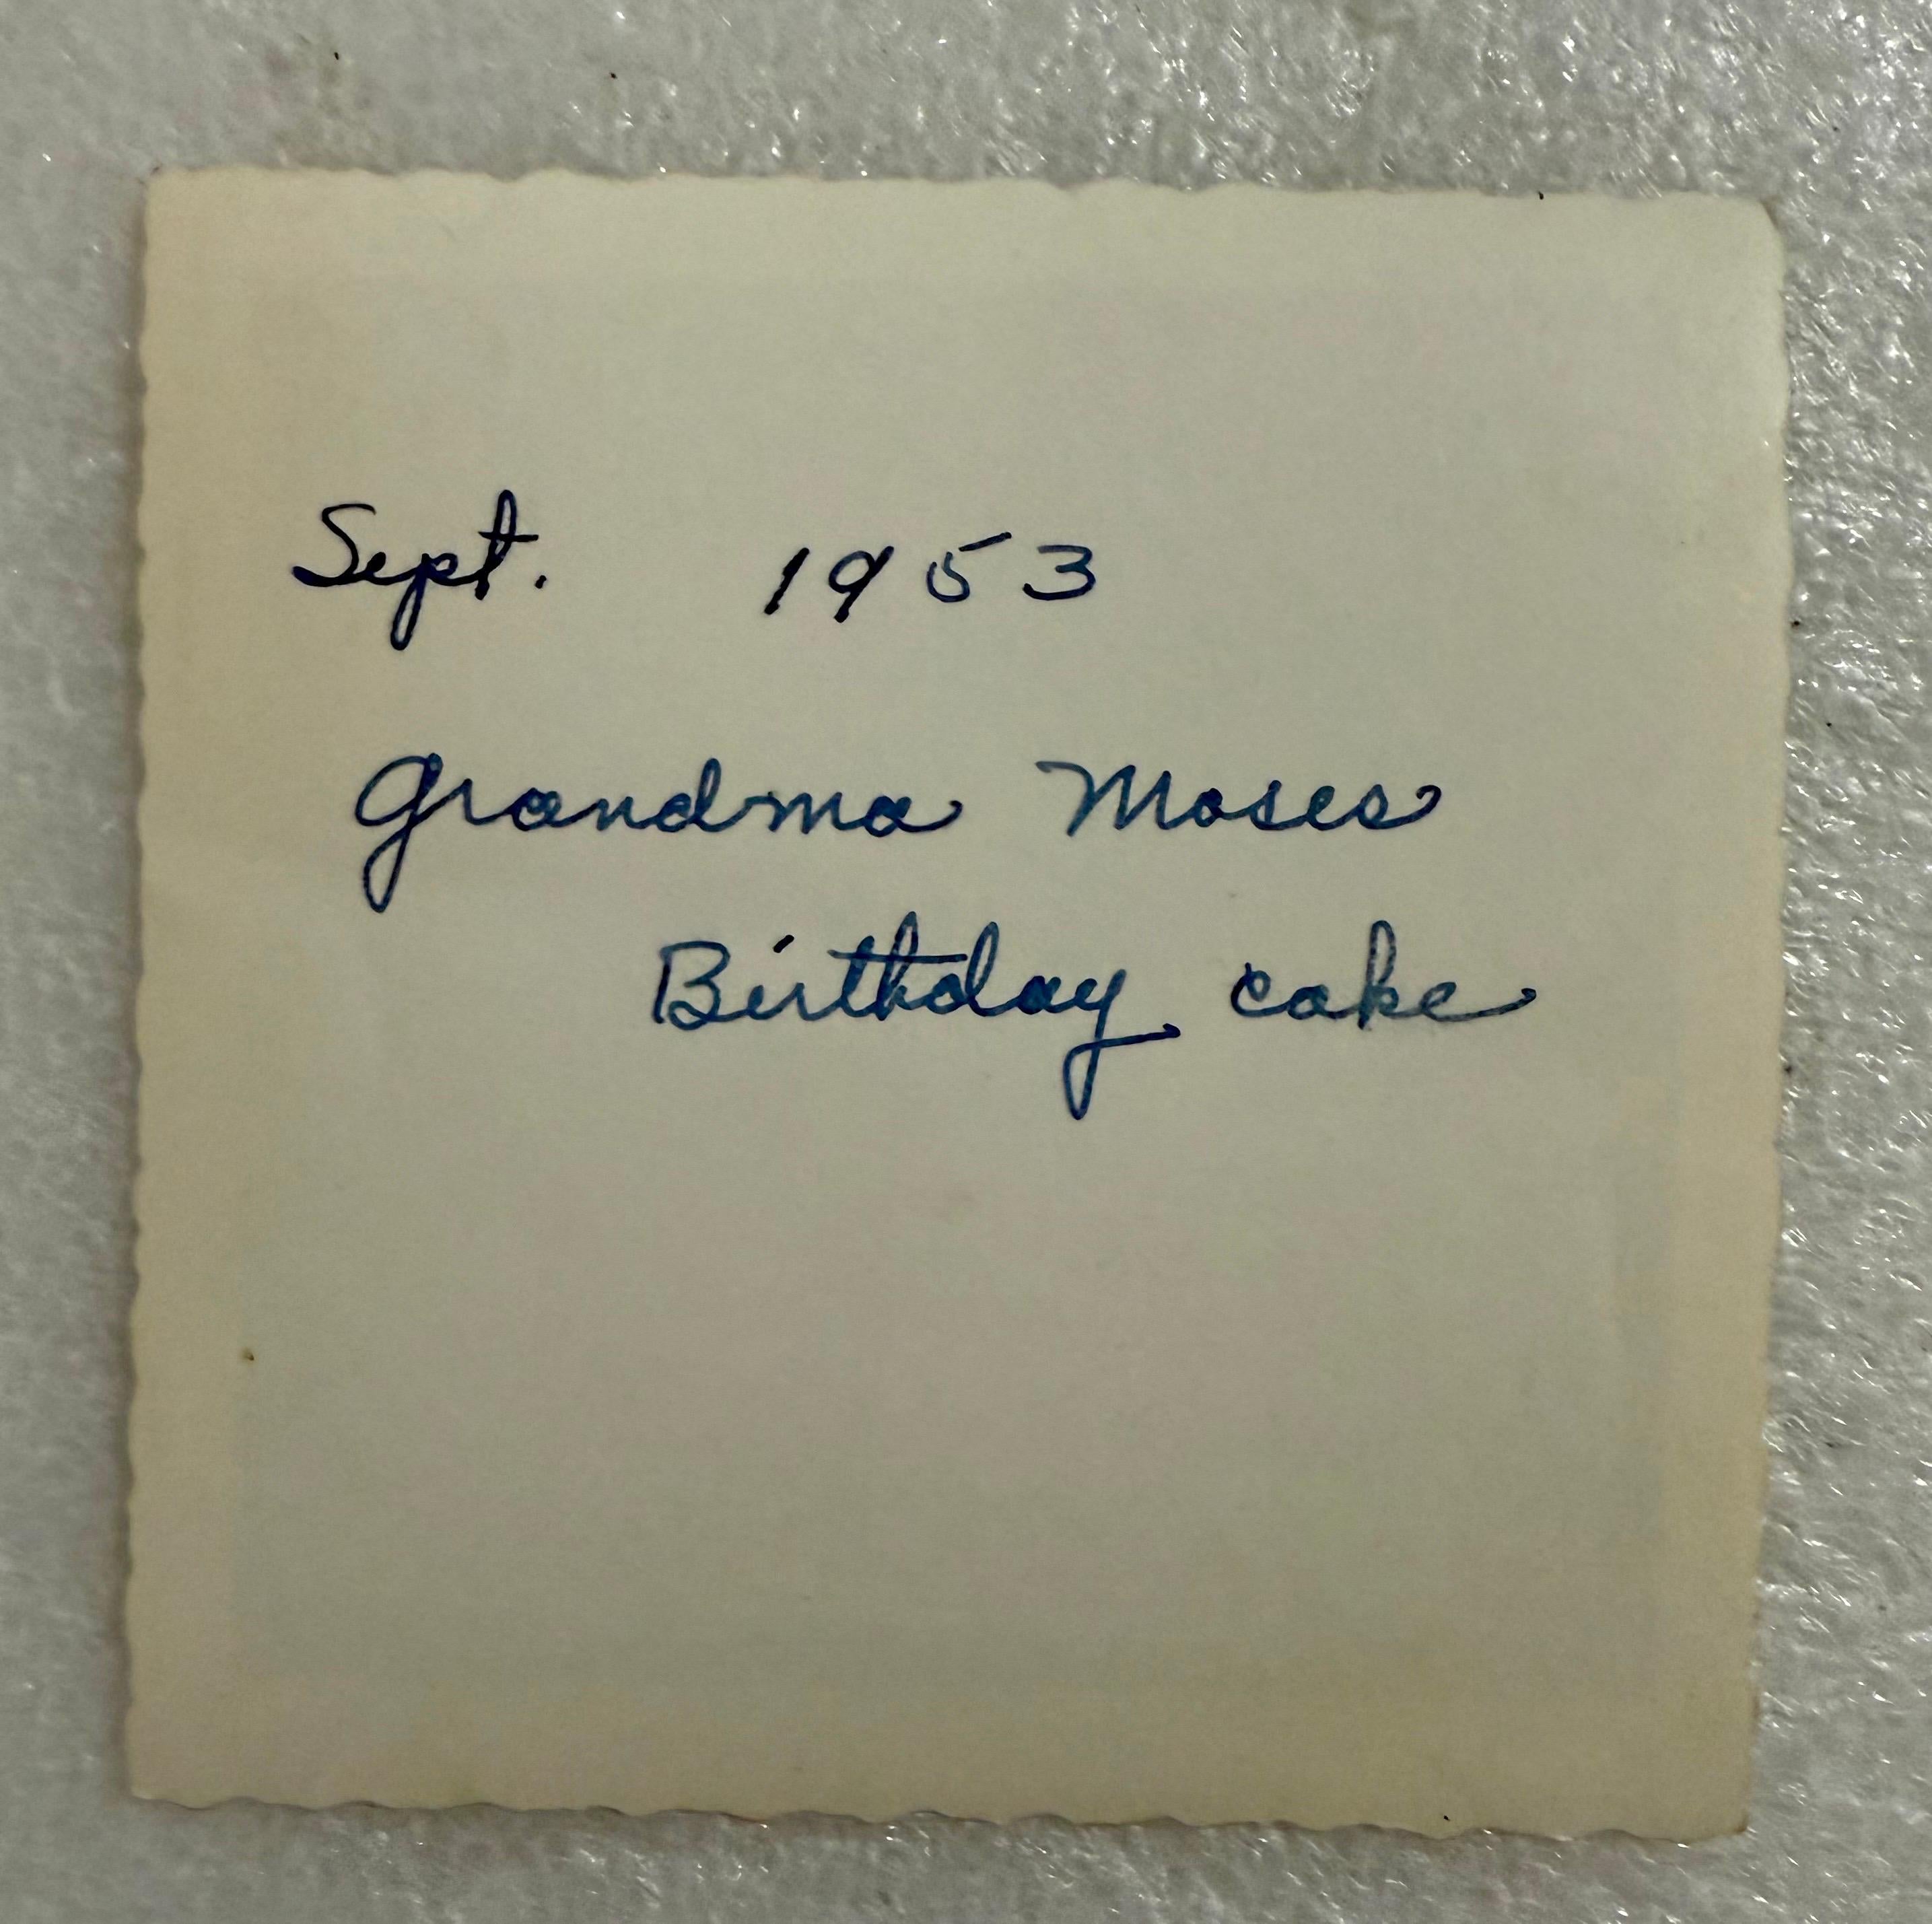 Sept. 1953
Grandma Moses
Birthday cake